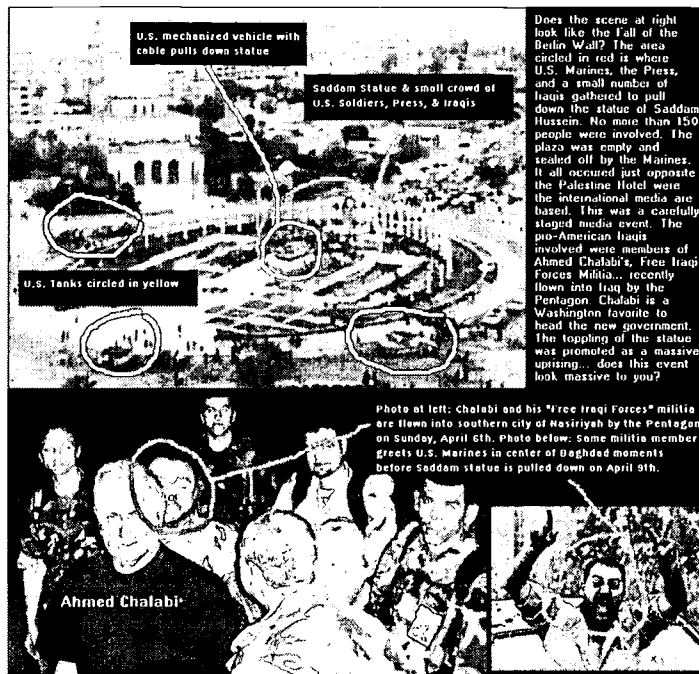 U.S. mechanized vehicle with
cable pulls down statue
Saddam Statue & small crowd of
U.S. Soldiers, Press, & Iraqis
U.S. Tanks circled in yellow
Does the scene at right
look like the Fall of the
Berlin Wall? The area
circled in red is where
U.S. Marines, the Press,
and a small number of
Iraqis gathered to pull
down the statue of Saddam
Hussein. No more than 150
people were involved. The
plaza was empty and
sealed off by the Marines.
It all occured just opposite
the Palestine Hotel were
the international media are
based. This was a carefully
staged media event. The
pro-American Iraqis
involved were members of
Ahmed Chalabi's, Free Iraqi
Forces Militia... recently
flown into Iraq by the
Pentagon. Chalabi is a
Washington favorite to
head the new government.
The toppling of the statue
was promoted as a massive
uprising... does this event
look massive to you?
Photo at left: Chalabi and his "Free Iraqi Forces" militia
are flown into southern city of Nasiriyah by the Pentagon
on Sunday, April 6th. Photo below: Same militia member
greets U.S. Marines in center of Baghdad moments
before Saddam statue is pulled down on April 9th.
Ahmed Chalabi